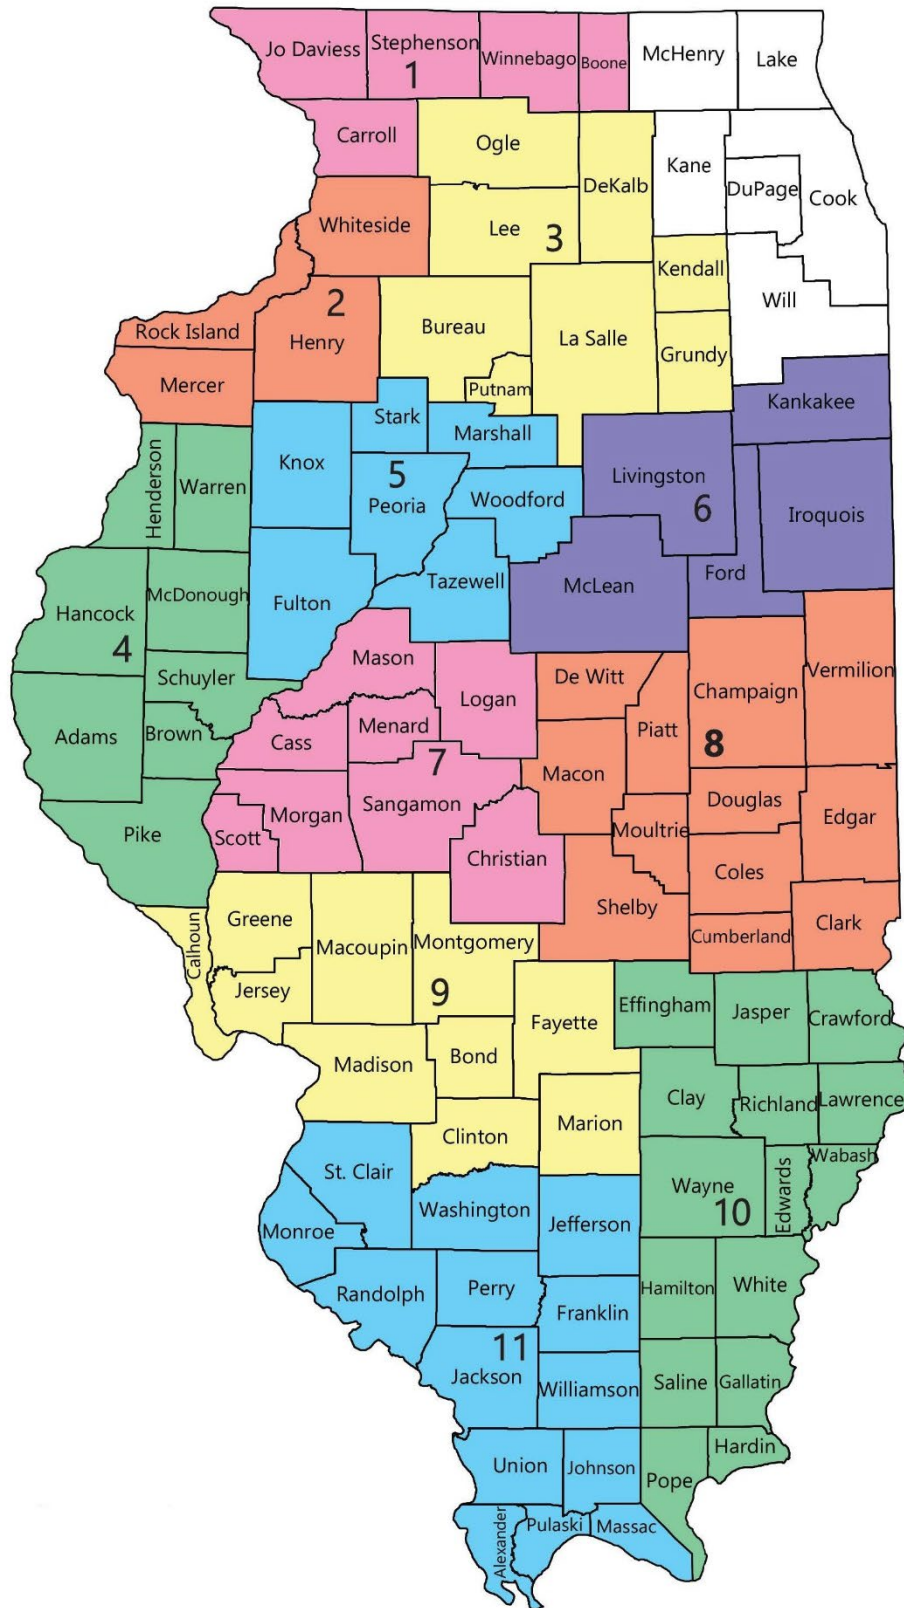 Jo Daviess
Stephenson
1
Winnebago
Boone
McHenry
Lake
Carroll
Ogle
DeKalb
Kane
DuPage
Cook
Whiteside
Lee
3
Kendall
Will
Rock Island
2
Henry
Bureau
La Salle
Grundy
Mercer
Putnam
Kankakee
Stark
Marshall
Henderson
Warren
Knox
5
Peoria
Woodford
Livingston
6
Iroquois
Hancock
4
McDonough
Fulton
Tazewell
McLean
Ford
Mason
Schuyler
Logan
De Witt
Champaign
Vermilion
Adams
Brown
Cass
Menard
7
Piatt
8
Macon
Pike
Scott
Morgan
Sangamon
Christian
Moultrie
Douglas
Edgar
Coles
Shelby
Greene
Calhoun
Macoupin
Montgomery
Cumberland
Clark
Jersey
9
Fayette
Effingham
Jasper
Crawford
Madison
Bond
Clay
Richland
Lawrence
Clinton
Marion
Wabash
St. Clair
Washington
Wayne
10
Edwards
Monroe
Jefferson
Randolph
Perry
Franklin
Hamilton
White
11
Jackson
Williamson
Saline
Gallatin
Union
Johnson
Pope
Hardin
Alexander
Pulaski
Massac